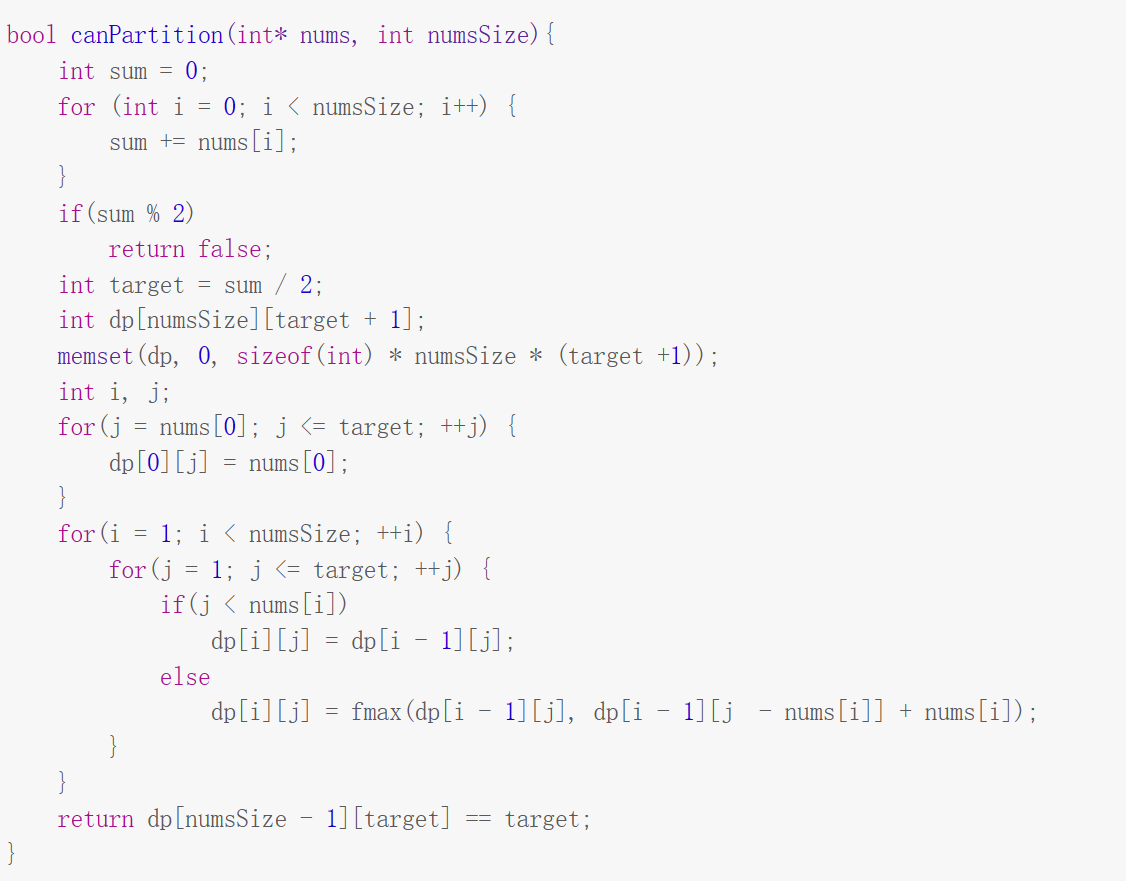 bool canPartition(int* nums, int numsSize){
    int sum = 0;
    for (int i = 0; i < numsSize; i++) {
        sum += nums[i];
    }
    if(sum % 2)
        return false;
    int target = sum / 2;
    int dp[numsSize][target + 1];
    memset(dp, 0, sizeof(int) * numsSize * (target +1));
    int i, j;
    for(j = nums[0]; j <= target; ++j) {
        dp[0][j] = nums[0];
    }
    for(i = 1; i < numsSize; ++i) {
        for(j = 1; j <= target; ++j) {
            if(j < nums[i])
                dp[i][j] = dp[i - 1][j];
            else
                dp[i][j] = fmax(dp[i - 1][j], dp[i - 1][j  - nums[i]] + nums[i]);
        }
    }
    return dp[numsSize - 1][target] == target;
}